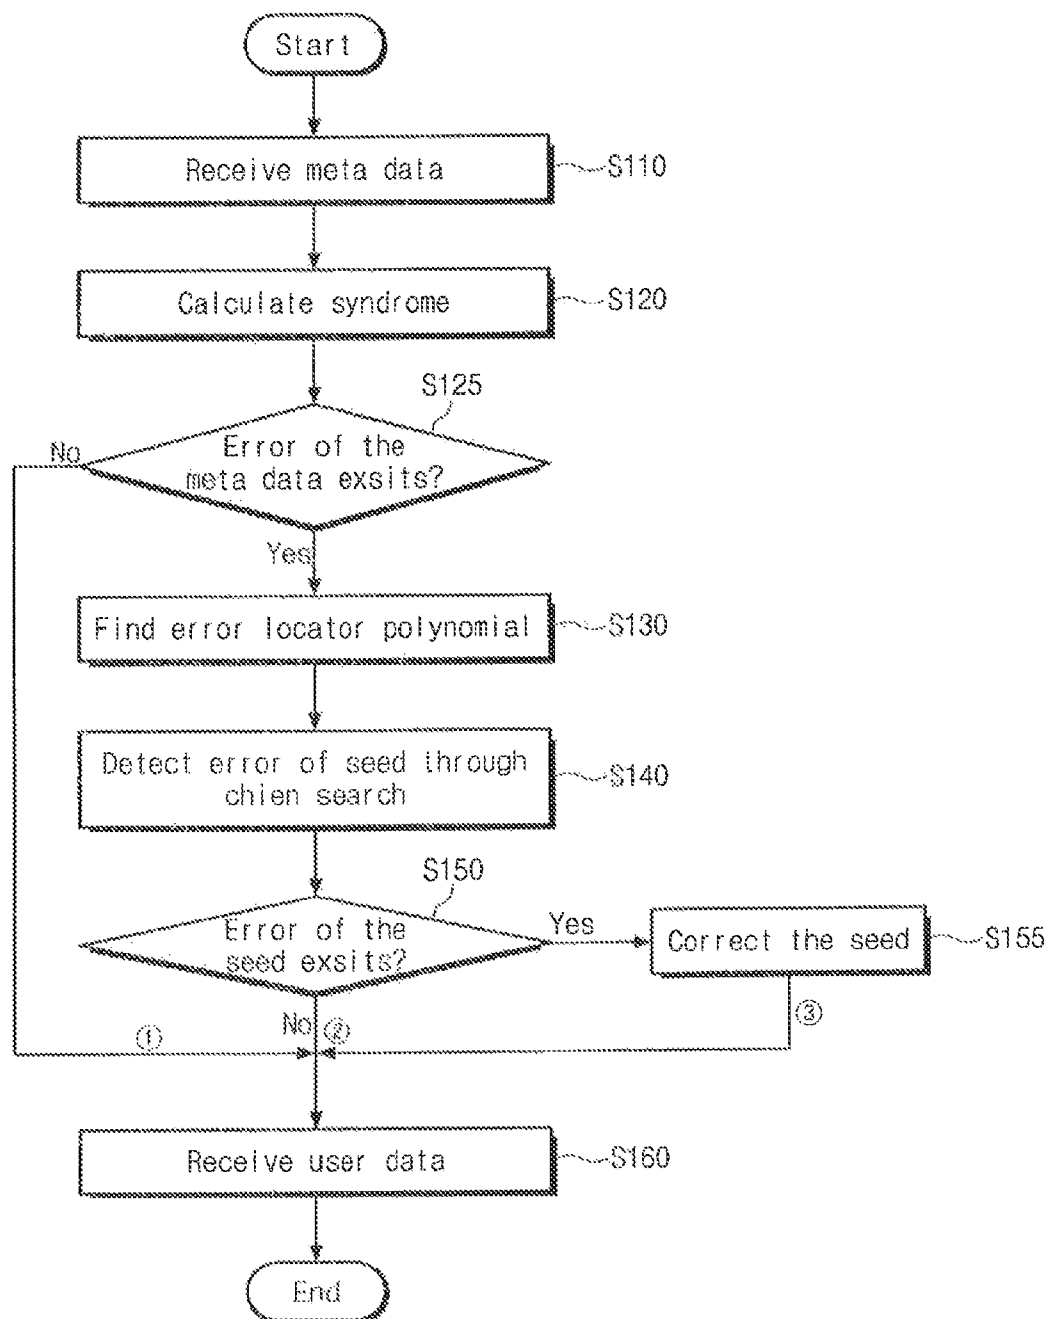 Start
Receive meta data
S110
Calculate syndrome
S120
S125
No
Error of the
meta data exsits?
Yes
Find error locator polynomial
S130
Detect error of seed through
chien search
S140
S150
Error of the
seed exsits?
Yes
Correct the seed
S155
No
②
③
①
Receive user data
S160
End